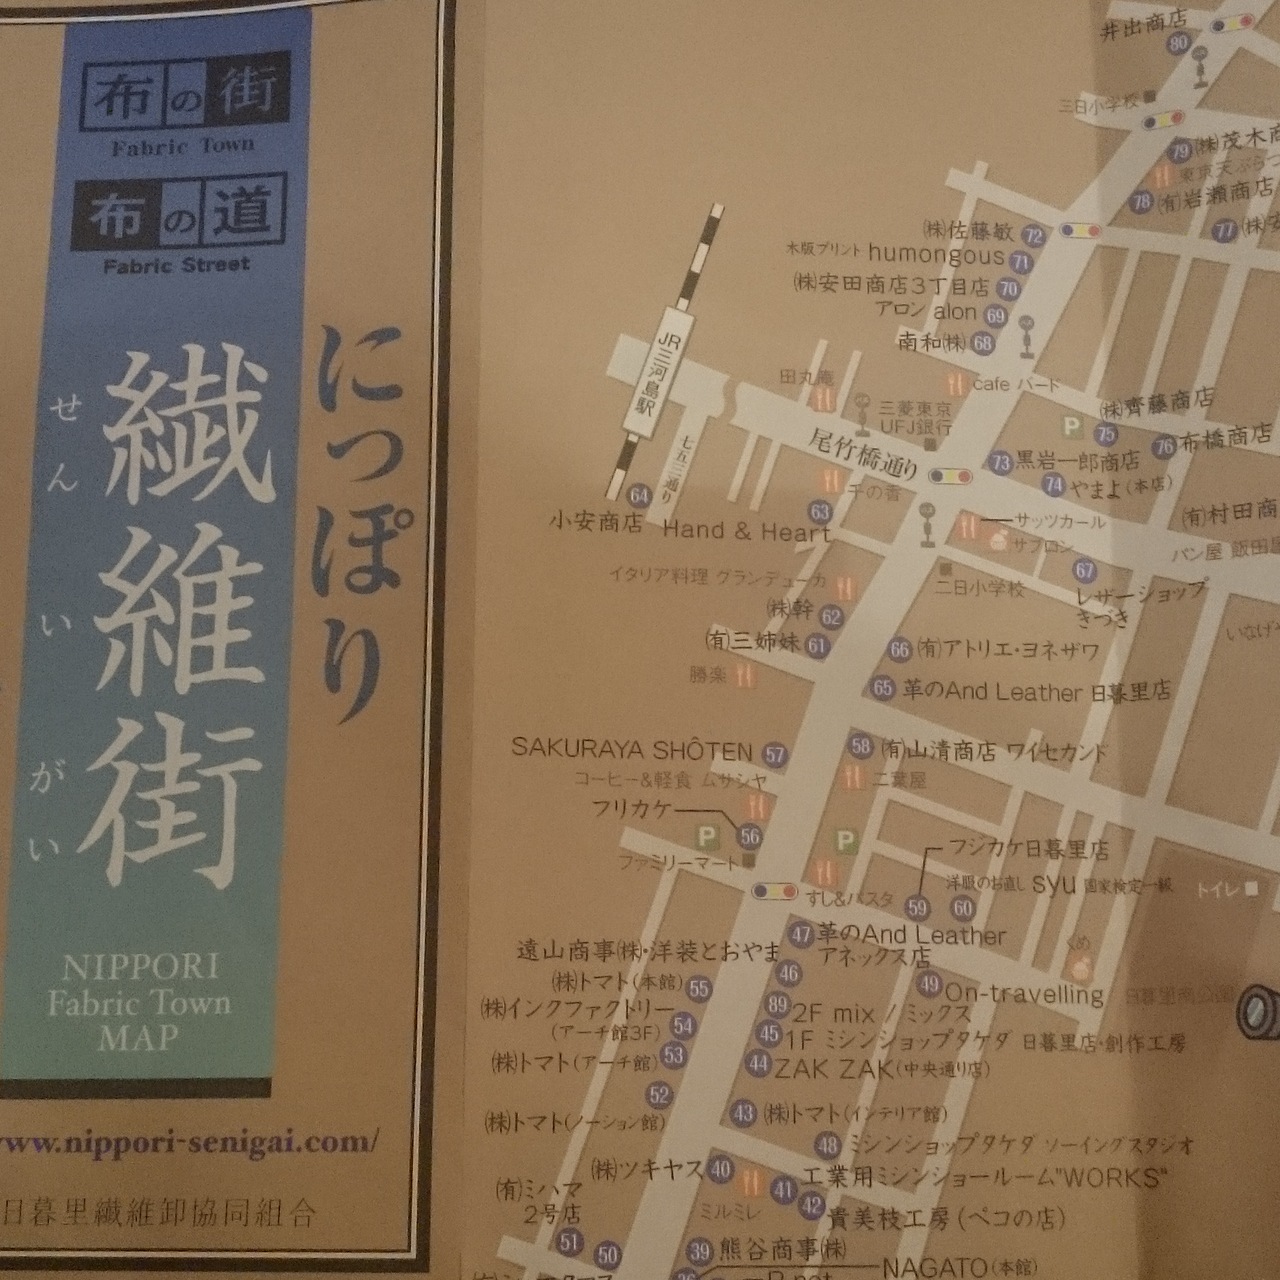 布の街
Fabric Town
布の道
Fabric Street
にっぽり
繊維街
せんいがい
NIPPORI
Fabric Town
MAP
www.nippori-senigai.com/
日暮里繊維卸協同組合
井出商店
80
三日小学校
79 ㈱茂木商
東京天ぷら
78 ㈲岩瀬商店
77
㈱佐藤敏 72
木版プリント humongous 71
㈱安田商店3丁目店 70
アロン alon 69
南和㈱ 68
JR三河島駅
田丸庵
cafe バード
三菱東京
UFJ銀行
P
㈱齊藤商店
75
76 布橋商店
尾竹橋通り
73 黒岩一郎商店
74 やまよ(本店)
七五三通り
千の香
64
小安商店
63
Hand & Heart
サッツカール
サブロン
㈲村田商
パン屋 飯田屋
67
レザーショップ
きづき
二日小学校
イタリア料理 グランデューカ
㈱幹 62
㈲三姉妹 61
66 ㈲アトリエ・ヨネザワ
いなげや
勝楽
65 革のAnd Leather 日暮里店
SAKURAYA SHÔTEN 57
58 ㈲山清商店 ワイセカンド
コーヒー&軽食 ムサシヤ
二葉屋
フリカケ
P
56
P
ファミリーマート
フジカケ日暮里店
洋服のお直し syu 国家検定一級
トイレ
すし&パスタ
59
60
47 革のAnd Leather
アネックス店
くめ
遠山商事㈱・洋装とおやま
46
㈱トマト(本館) 55
49 On-travelling
㈱インクファクトリー
(アーチ館3F) 54
89 2F mix / ミックス
45 1F ミシンショップタケダ 日暮里店・創作工房
㈱トマト(アーチ館) 53
44 ZAK ZAK(中央通り店)
52
㈱トマト(ノーション館)
43 ㈱トマト(インテリア館)
48 ミシンショップタケダ ソーイングスタジオ
㈱ツキヤス 40
41 工業用ミシンショールーム"WORKS"
㈲ミハマ
2号店
ミルミレ
42 貴美枝工房(ペコの店)
51
50
39 熊谷商事㈱
NAGATO(本館)